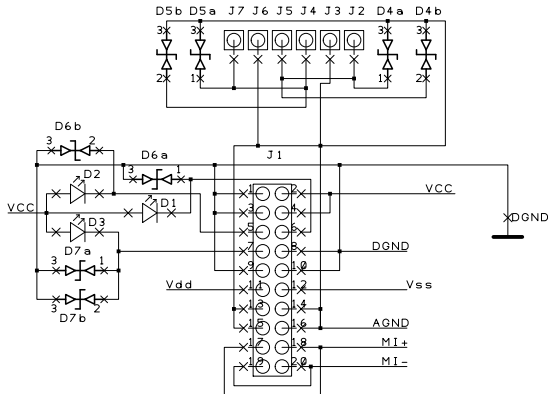 D5b D5a J7 J6 J5 J4 J3 J2 D4a D4b
3 3 3 3
2 1 1 2
D6b
3 2
D6a
J1
3 1
D2
1 2
VCC
VCC
D1
3 4
DGND
D3
5 6
D7a
7 8
DGND
3 1
9 10
Vdd
11 12
Vss
3 2
D7b
13 14
15 16
AGND
17 18
MI+
19 20
MI-